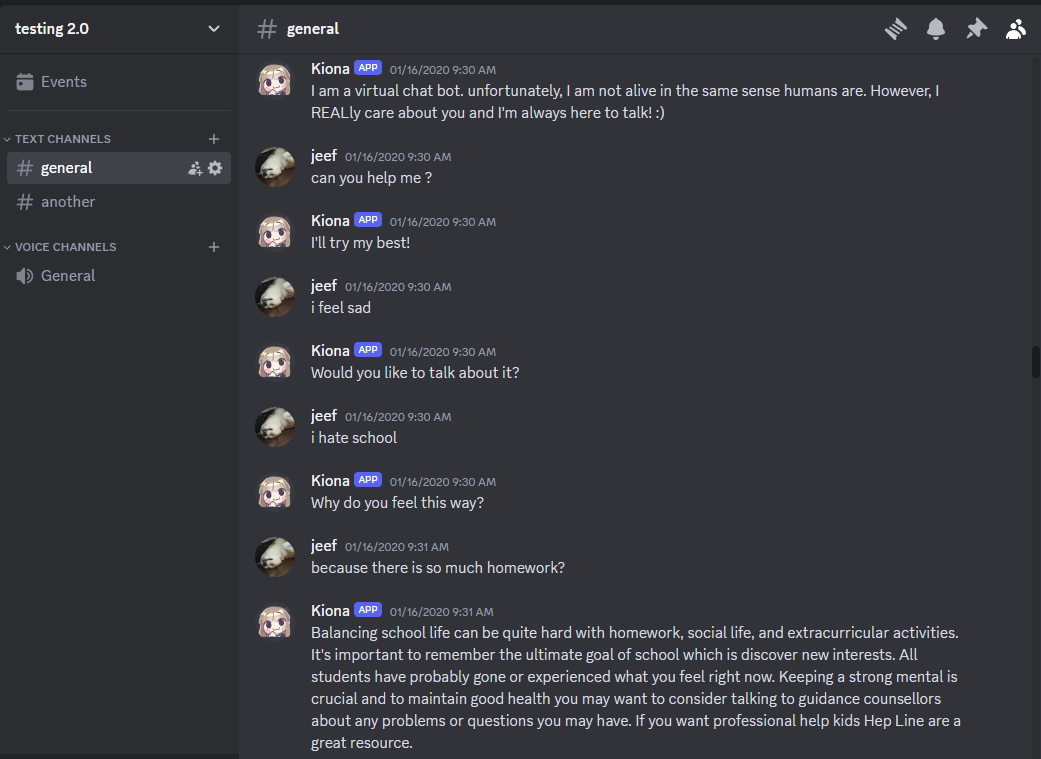 testing 2.0
Events
TEXT CHANNELS
general
another
VOICE CHANNELS
General
general
Kiona APP 01/16/2020 9:30 AM
I am a virtual chat bot. unfortunately, I am not alive in the same sense humans are. However, I
REALly care about you and I'm always here to talk! :)
jeef 01/16/2020 9:30 AM
can you help me ?
Kiona APP 01/16/2020 9:30 AM
I'll try my best!
jeef 01/16/2020 9:30 AM
i feel sad
Kiona APP 01/16/2020 9:30 AM
Would you like to talk about it?
jeef 01/16/2020 9:30 AM
i hate school
Kiona APP 01/16/2020 9:30 AM
Why do you feel this way?
jeef 01/16/2020 9:31 AM
because there is so much homework?
Kiona APP 01/16/2020 9:31 AM
Balancing school life can be quite hard with homework, social life, and extracurricular activities.
It's important to remember the ultimate goal of school which is discover new interests. All
students have probably gone or experienced what you feel right now. Keeping a strong mental is
crucial and to maintain good health you may want to consider talking to guidance counsellors
about any problems or questions you may have. If you want professional help kids Hep Line are a
great resource.